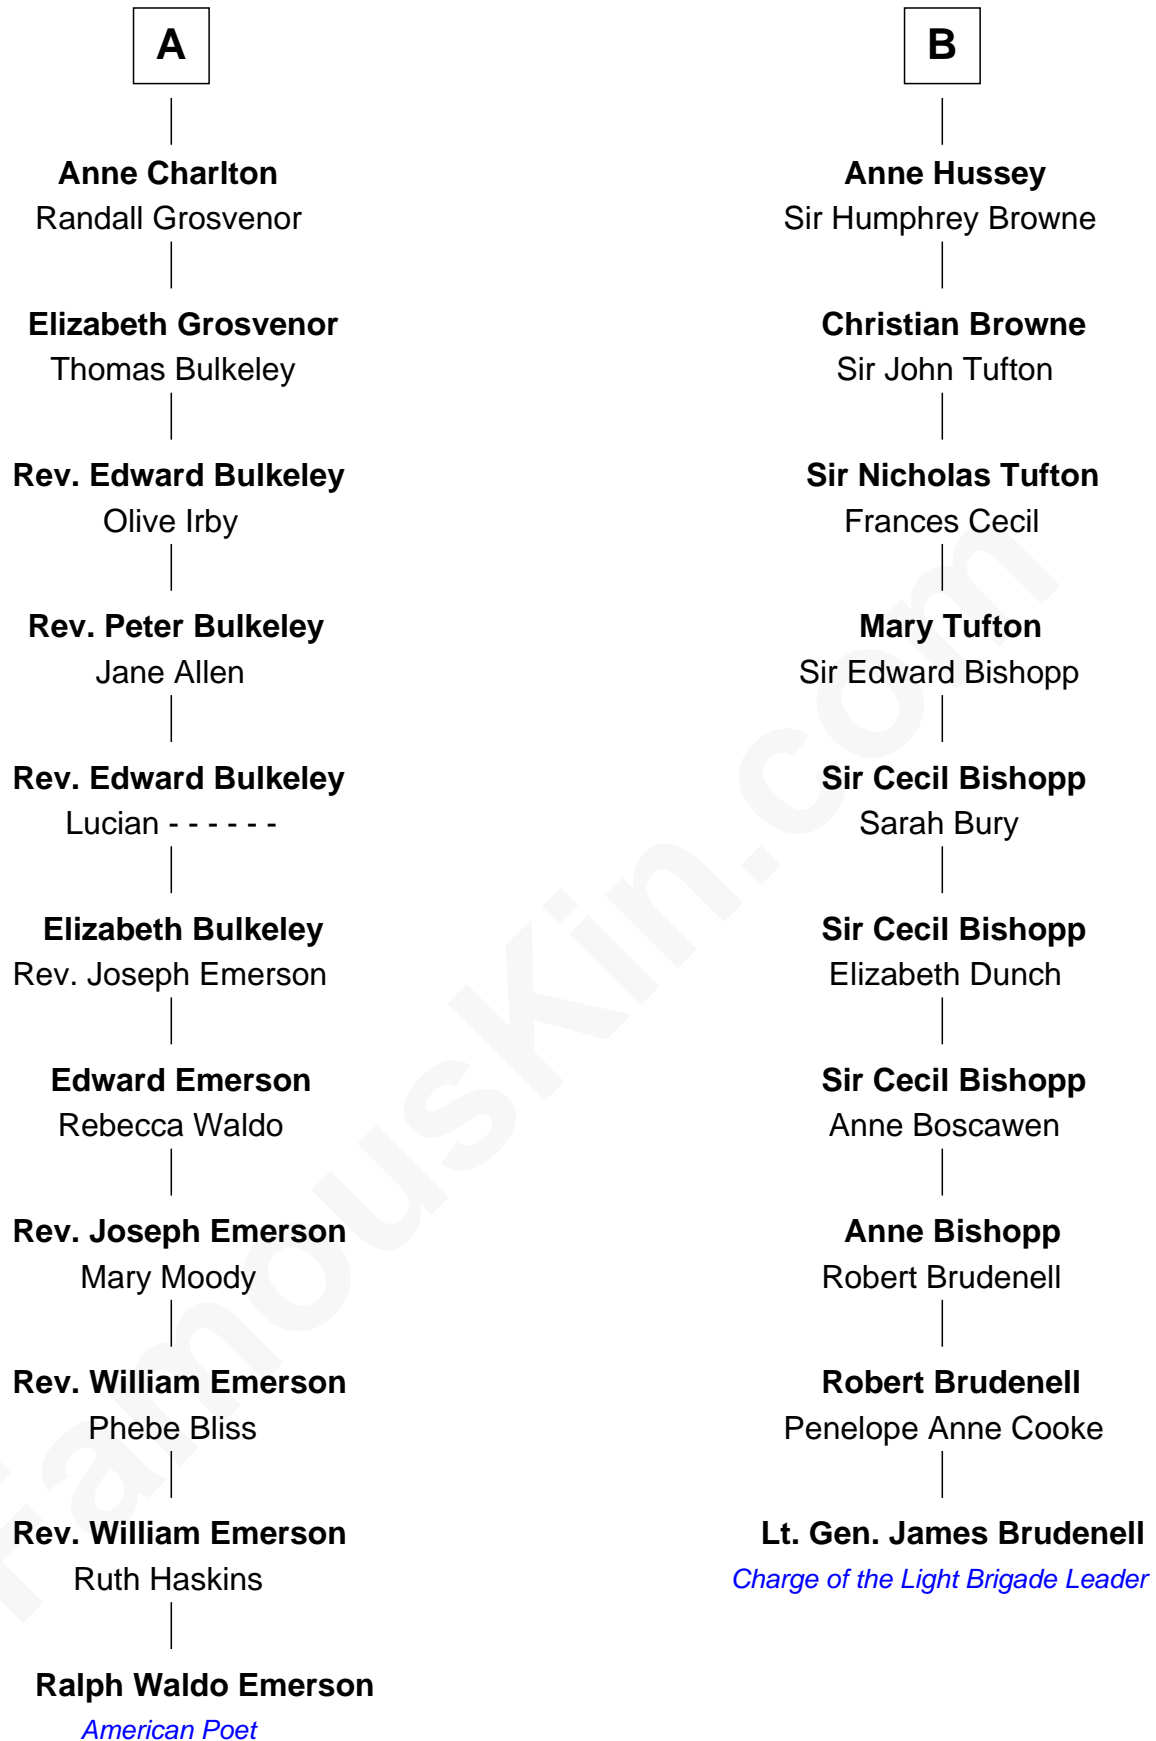 A
Anne Charlton
Randall Grosvenor
Elizabeth Grosvenor
Thomas Bulkeley
Rev. Edward Bulkeley
Olive Irby
Rev. Peter Bulkeley
Jane Allen
Rev. Edward Bulkeley
Lucian - - - - - -
Elizabeth Bulkeley
Rev. Joseph Emerson
Edward Emerson
Rebecca Waldo
Rev. Joseph Emerson
Mary Moody
Rev. William Emerson
Phebe Bliss
Rev. William Emerson
Ruth Haskins
Ralph Waldo Emerson
American Poet
B
Anne Hussey
Sir Humphrey Browne
Christian Browne
Sir John Tufton
Sir Nicholas Tufton
Frances Cecil
Mary Tufton
Sir Edward Bishopp
Sir Cecil Bishopp
Sarah Bury
Sir Cecil Bishopp
Elizabeth Dunch
Sir Cecil Bishopp
Anne Boscawen
Anne Bishopp
Robert Brudenell
Robert Brudenell
Penelope Anne Cooke
Lt. Gen. James Brudenell
Charge of the Light Brigade Leader
FamousKin.com